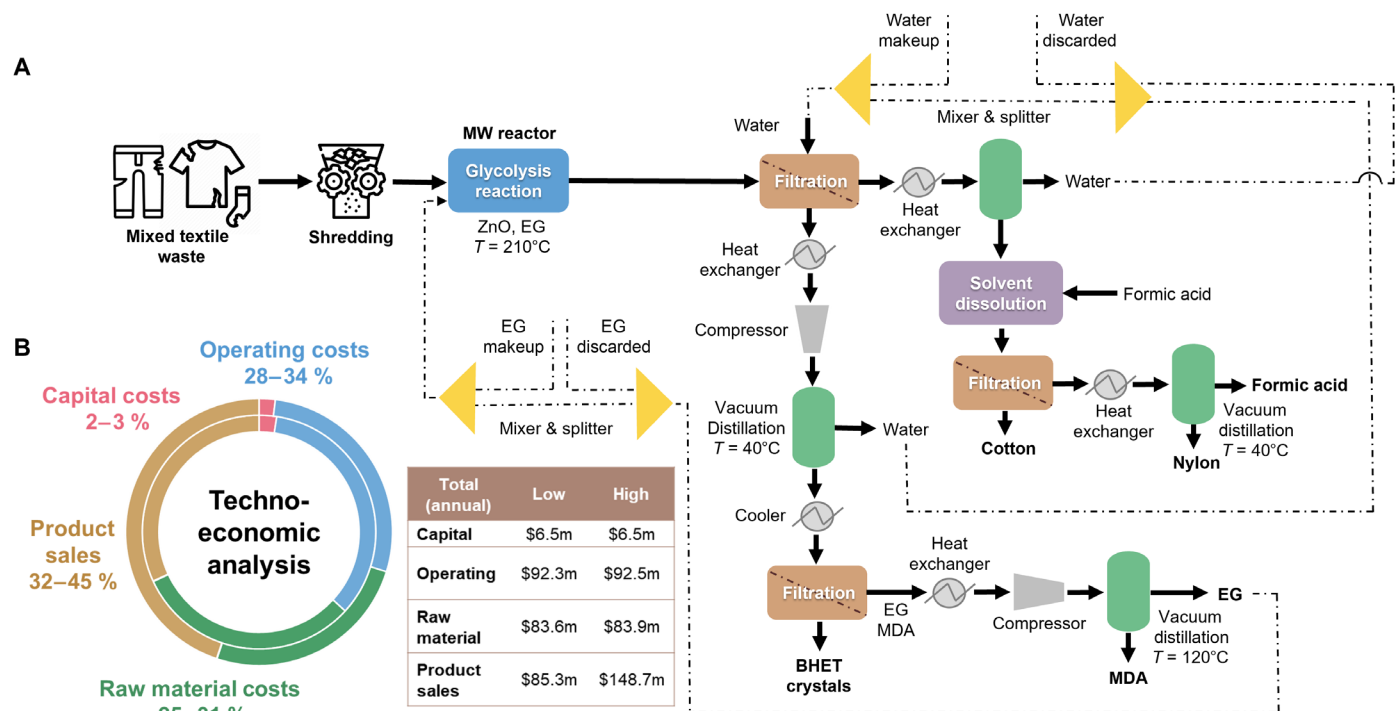 A
Water
makeup
Water
discarded
Mixer & splitter
MW reactor
Glycolysis
reaction
ZnO, EG
T = 210°C
Mixed textile
waste
Shredding
Water
Filtration
Heat
exchanger
Water
Heat
exchanger
Solvent
dissolution
Formic acid
Compressor
Filtration
Heat
exchanger
Formic acid
Vacuum
distillation
T = 40°C
Cotton
Nylon
EG
makeup
EG
discarded
Mixer & splitter
Vacuum
Distillation
T = 40°C
Water
Cooler
Filtration
EG
MDA
Heat
exchanger
Compressor
EG
Vacuum
distillation
T = 120°C
BHET
crystals
MDA
B
Operating costs
28–34 %
Capital costs
2–3 %
Product
sales
32–45 %
Techno-
economic
analysis
Raw material costs
Total
(annual) Low High
Capital $6.5m $6.5m
Operating $92.3m $92.5m
Raw
material $83.6m $83.9m
Product
sales $85.3m $148.7m